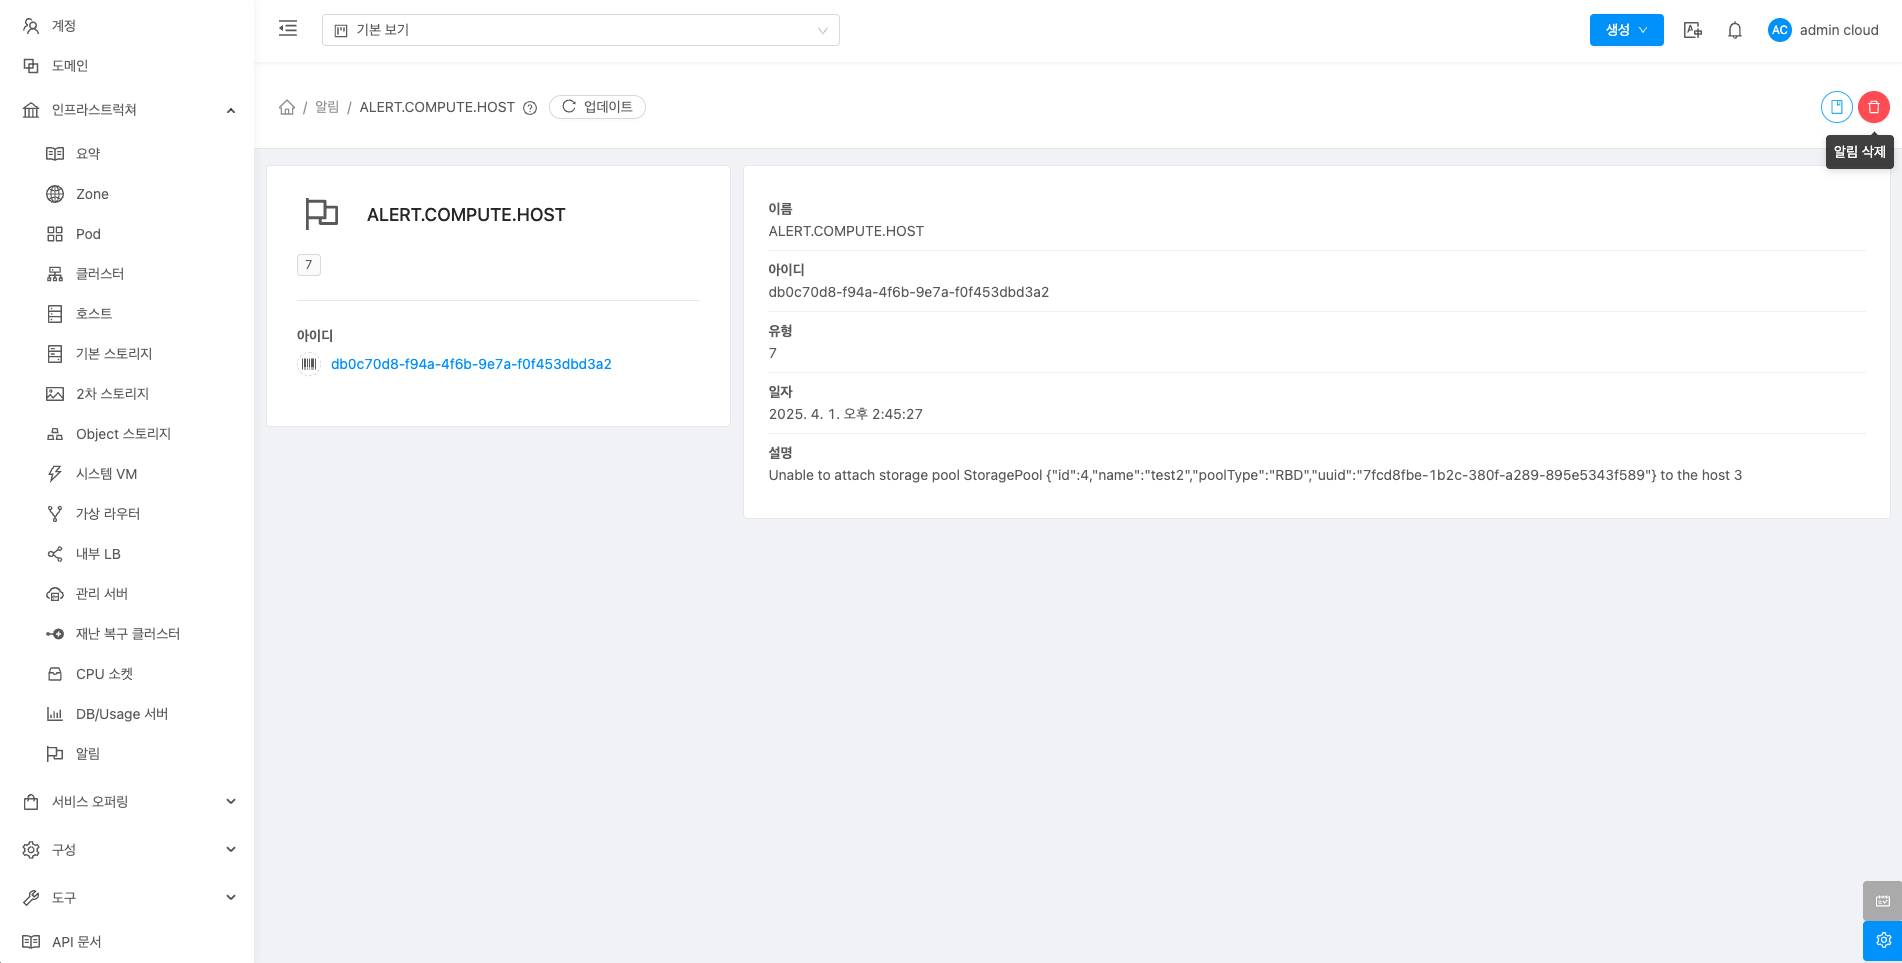 계정
도메인
인프라스트럭쳐
요약
Zone
Pod
클러스터
호스트
기본 스토리지
2차 스토리지
Object 스토리지
시스템 VM
가상 라우터
내부 LB
관리 서버
재난 복구 클러스터
CPU 소켓
DB/Usage 서버
알림
서비스 오퍼링
구성
도구
API 문서
기본 보기
생성
AC admin cloud
/ 알림 / ALERT.COMPUTE.HOST 업데이트
알림 삭제
ALERT.COMPUTE.HOST
7
아이디
db0c70d8-f94a-4f6b-9e7a-f0f453dbd3a2
이름
ALERT.COMPUTE.HOST
아이디
db0c70d8-f94a-4f6b-9e7a-f0f453dbd3a2
유형
7
일자
2025. 4. 1. 오후 2:45:27
설명
Unable to attach storage pool StoragePool {"id":4,"name":"test2","poolType":"RBD","uuid":"7fcd8fbe-1b2c-380f-a289-895e5343f589"} to the host 3